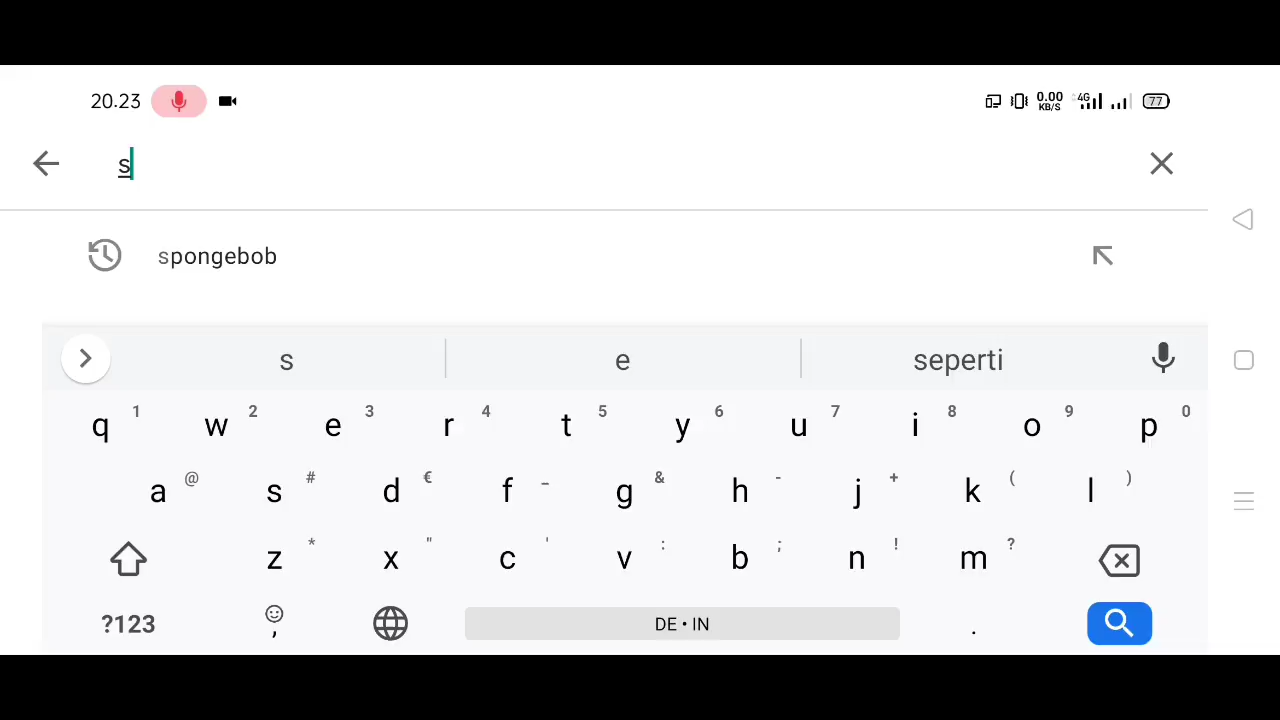 20.23 0.00 KB/S 4G 77
s
spongebob
s e seperti
q 1 w 2 e 3 r 4 t 5 y 6 u 7 i 8 o 9 p 0
a @ s # d € f _ g & h - j + k ( l )
z * x " c ' v : b ; n ! m ?
?123 , DE • IN .